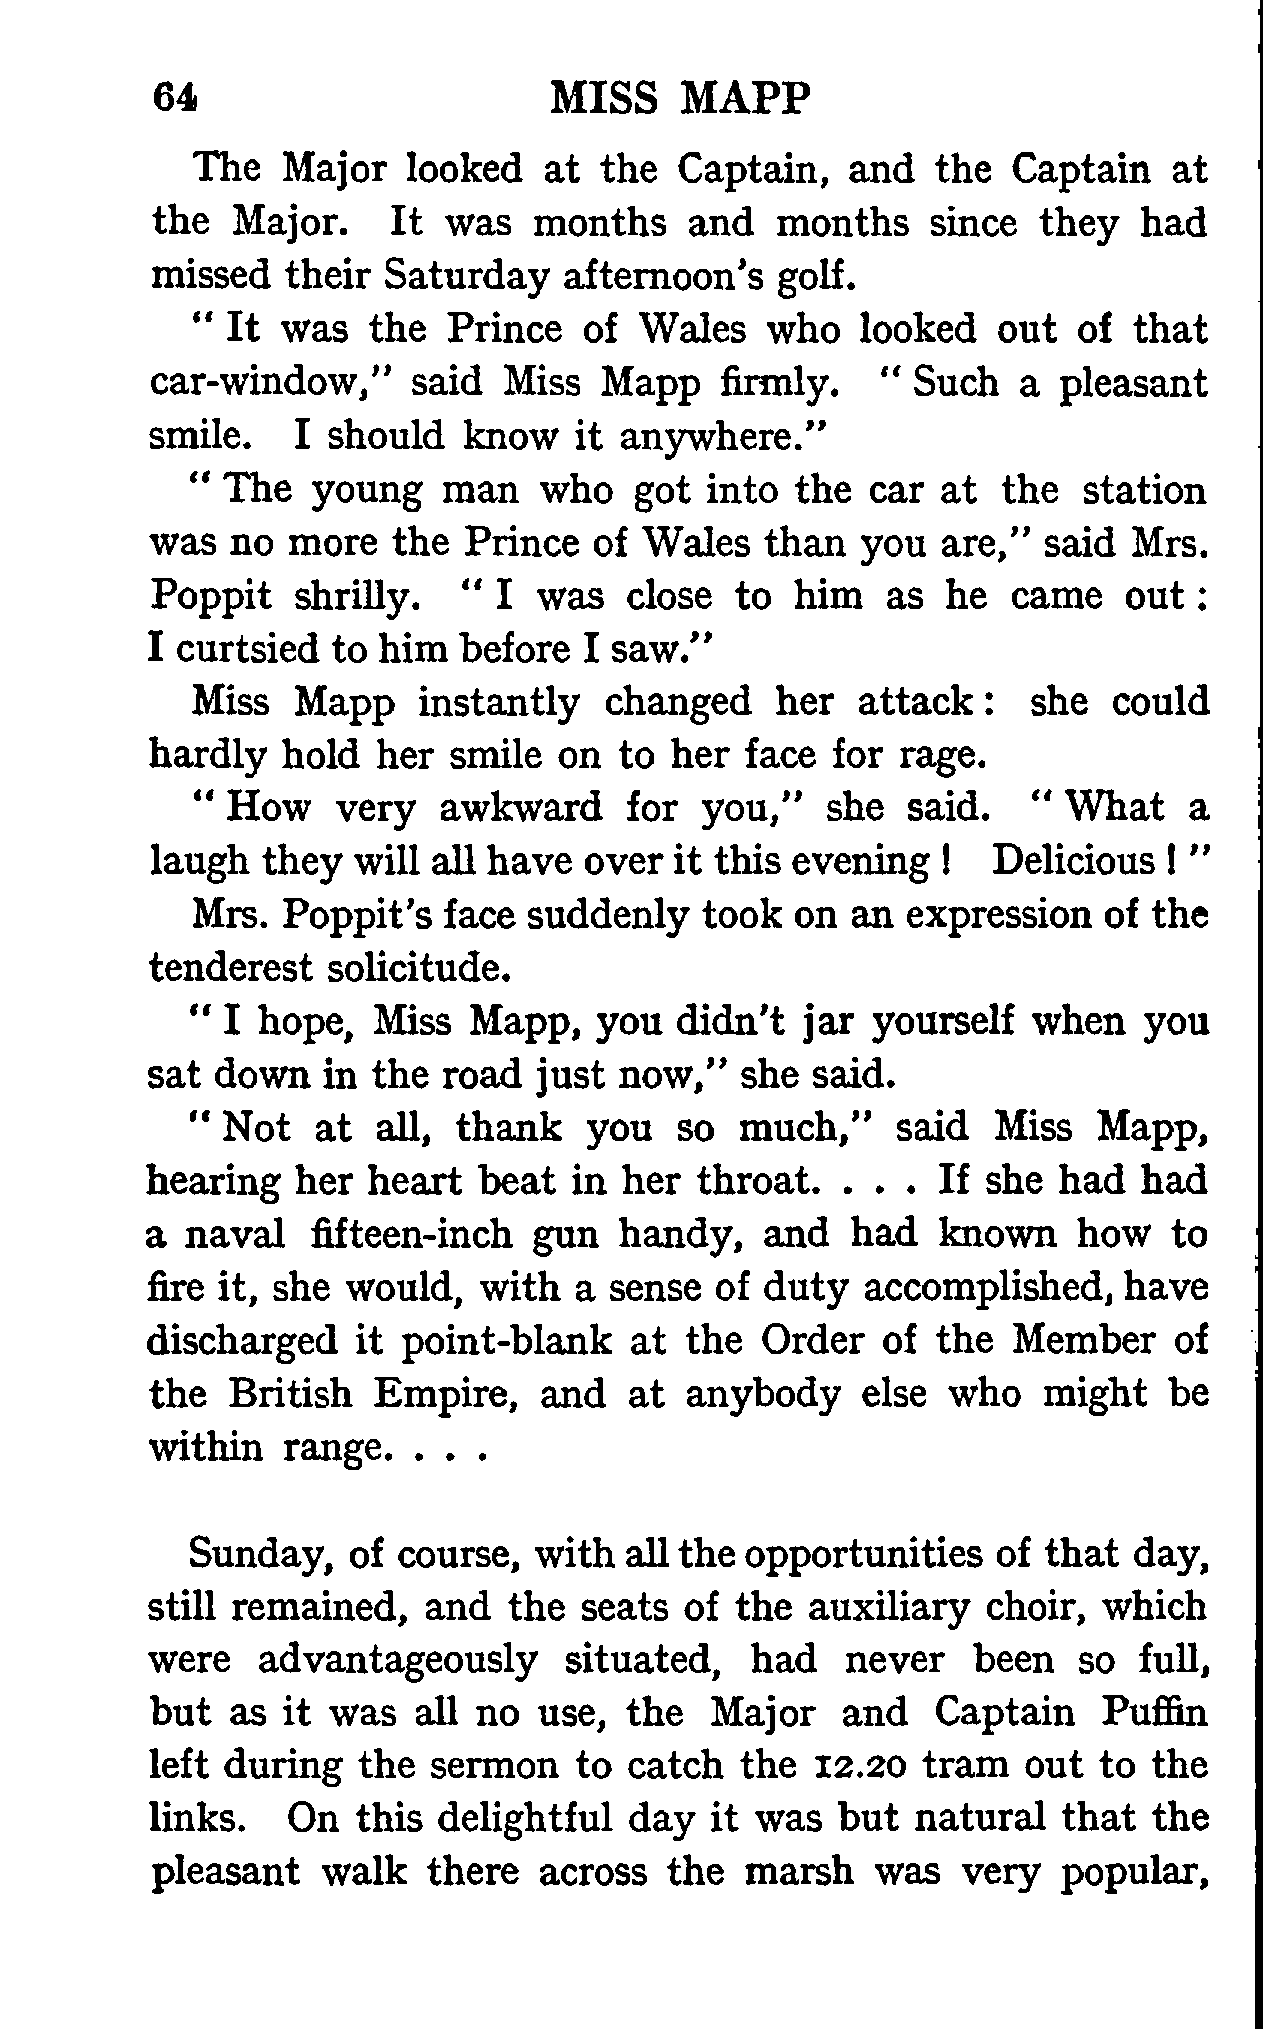 64 MISS MAPP
The Major looked at the Captain, and the Captain at
the Major. It was months and months since they had
missed their Saturday afternoon's golf.
" It was the Prince of Wales who looked out of that
car-window," said Miss Mapp firmly. " Such a pleasant
smile. I should know it anywhere."
" The young man who got into the car at the station
was no more the Prince of Wales than you are," said Mrs.
Poppit shrilly. " I was close to him as he came out :
I curtsied to him before I saw."
Miss Mapp instantly changed her attack : she could
hardly hold her smile on to her face for rage.
" How very awkward for you," she said. " What a
laugh they will all have over it this evening ! Delicious ! "
Mrs. Poppit's face suddenly took on an expression of the
tenderest solicitude.
" I hope, Miss Mapp, you didn't jar yourself when you
sat down in the road just now," she said.
" Not at all, thank you so much," said Miss Mapp,
hearing her heart beat in her throat. . . . If she had had
a naval fifteen-inch gun handy, and had known how to
fire it, she would, with a sense of duty accomplished, have
discharged it point-blank at the Order of the Member of
the British Empire, and at anybody else who might be
within range. . . .
Sunday, of course, with all the opportunities of that day,
still remained, and the seats of the auxiliary choir, which
were advantageously situated, had never been so full,
but as it was all no use, the Major and Captain Puffin
left during the sermon to catch the 12.20 tram out to the
links. On this delightful day it was but natural that the
pleasant walk there across the marsh was very popular,